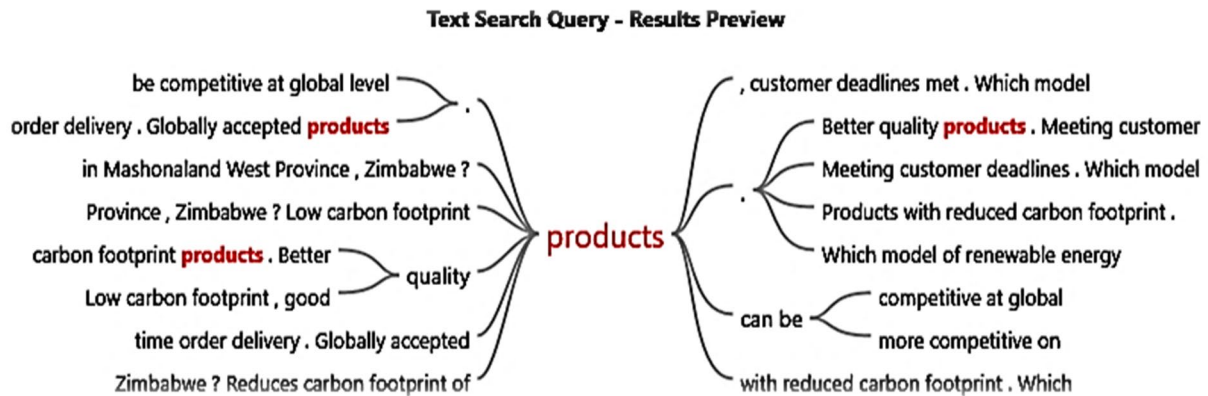 Text Search Query - Results Preview
be competitive at global level
order delivery . Globally accepted products
.
in Mashonaland West Province , Zimbabwe ?
Province , Zimbabwe ? Low carbon footprint
carbon footprint products . Better
Low carbon footprint , good
quality
time order delivery . Globally accepted
Zimbabwe ? Reduces carbon footprint of
products
, customer deadlines met . Which model
.
Better quality products . Meeting customer
Meeting customer deadlines . Which model
Products with reduced carbon footprint .
Which model of renewable energy
can be
competitive at global
more competitive on
with reduced carbon footprint . Which